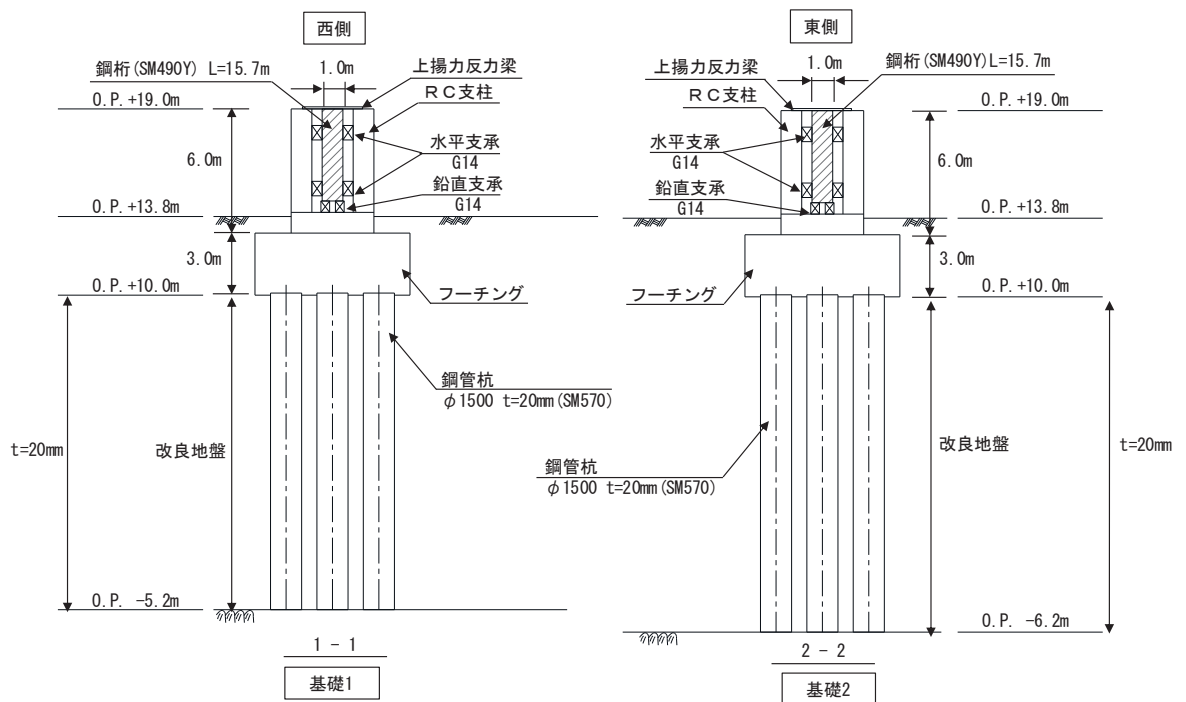 西側
鋼桁(SM490Y) L=15.7m
1.0m
上揚力反力梁
RC支柱
O.P.+19.0m
6.0m
水平支承
G14
鉛直支承
G14
O.P.+13.8m
3.0m
O.P.+10.0m
フーチング
鋼管杭
φ1500 t=20mm(SM570)
t=20mm
改良地盤
O.P. -5.2m
1 - 1
基礎1
東側
上揚力反力梁
1.0m
鋼桁(SM490Y)L=15.7m
RC支柱
O.P.+19.0m
水平支承
G14
6.0m
鉛直支承
G14
O.P.+13.8m
3.0m
フーチング
O.P.+10.0m
鋼管杭
φ1500 t=20mm(SM570)
改良地盤
t=20mm
O.P. -6.2m
2 - 2
基礎2